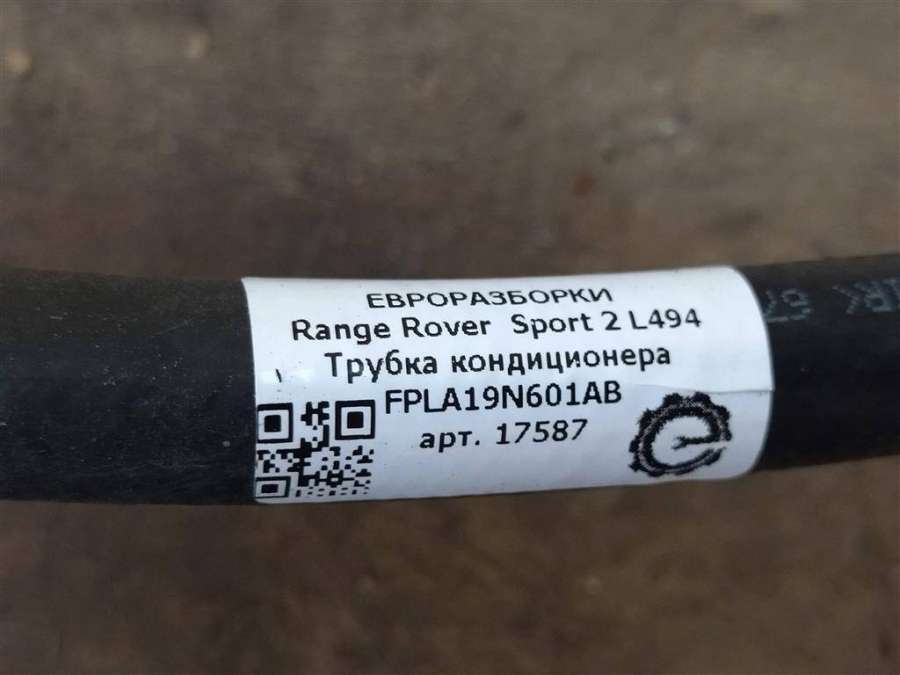 ЕВРОРАЗБОРКИ
Range Rover Sport 2 L494
Трубка кондиционера
FPLA19N601AB
арт. 17587